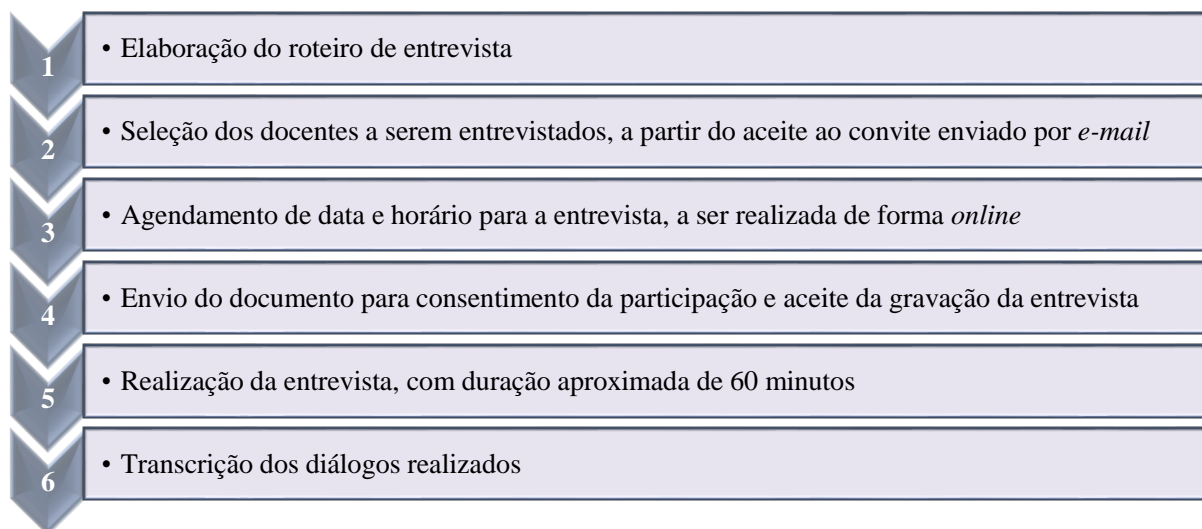 1
• Elaboração do roteiro de entrevista
2
• Seleção dos docentes a serem entrevistados, a partir do aceite ao convite enviado por e-mail
3
• Agendamento de data e horário para a entrevista, a ser realizada de forma online
4
• Envio do documento para consentimento da participação e aceite da gravação da entrevista
5
• Realização da entrevista, com duração aproximada de 60 minutos
6
• Transcrição dos diálogos realizados